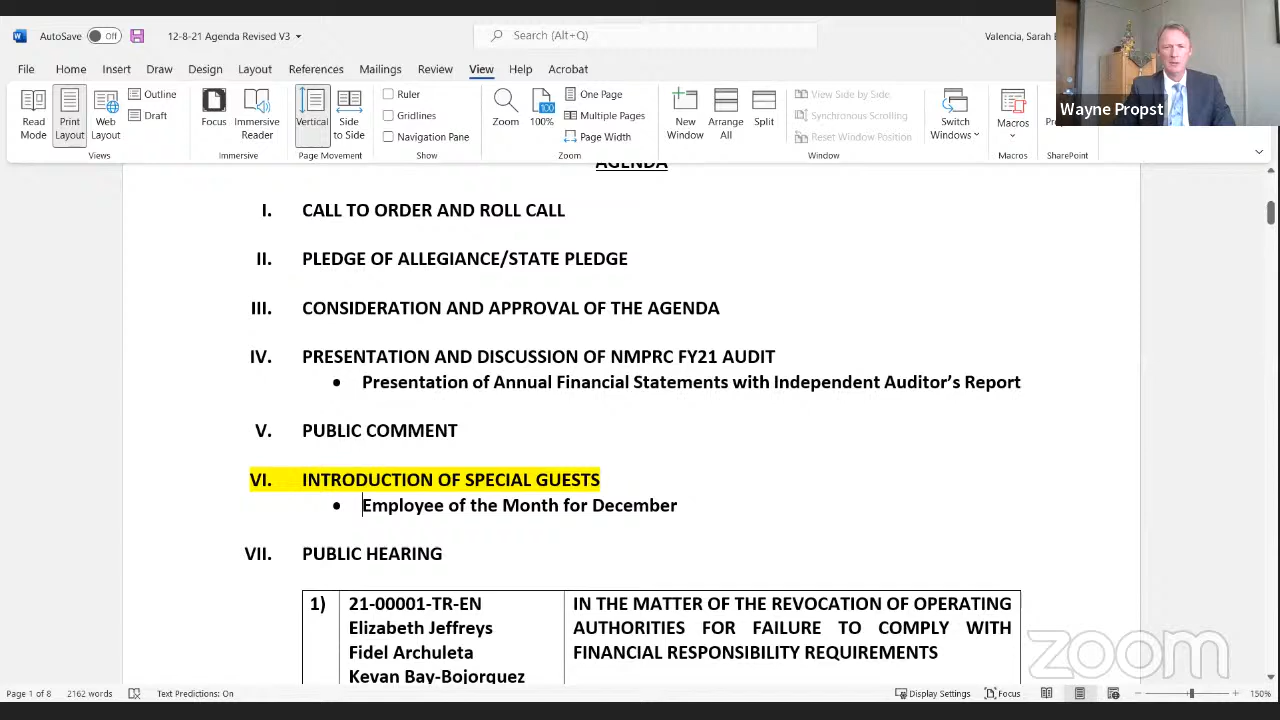 AutoSave Off 12-8-21 Agenda Revised V3 Search (Alt+Q) Valencia, Sarah
File Home Insert Draw Design Layout References Mailings Review View Help Acrobat
Read Mode
Print Layout
Web Layout
Outline
Draft
Views
Focus
Immersive Reader
Immersive
Vertical
Side to Side
Page Movement
Ruler
Gridlines
Navigation Pane
Show
Zoom
100
100%
One Page
Multiple Pages
Page Width
Zoom
New Window
Arrange All
Split
View Side by Side
Synchronous Scrolling
Reset Window Position
Window
Switch Windows
Macros
Macros
SharePoint
Wayne Propst
AGENDA
I. CALL TO ORDER AND ROLL CALL
II. PLEDGE OF ALLEGIANCE/STATE PLEDGE
III. CONSIDERATION AND APPROVAL OF THE AGENDA
IV. PRESENTATION AND DISCUSSION OF NMPRC FY21 AUDIT
• Presentation of Annual Financial Statements with Independent Auditor’s Report
V. PUBLIC COMMENT
VI. INTRODUCTION OF SPECIAL GUESTS
• Employee of the Month for December
VII. PUBLIC HEARING
1) 21-00001-TR-EN
Elizabeth Jeffreys
Fidel Archuleta
Kevan Bay-Bojorquez
IN THE MATTER OF THE REVOCATION OF OPERATING
AUTHORITIES FOR FAILURE TO COMPLY WITH
FINANCIAL RESPONSIBILITY REQUIREMENTS
zoom
Page 1 of 8 2162 words Text Predictions: On Display Settings Focus 150%